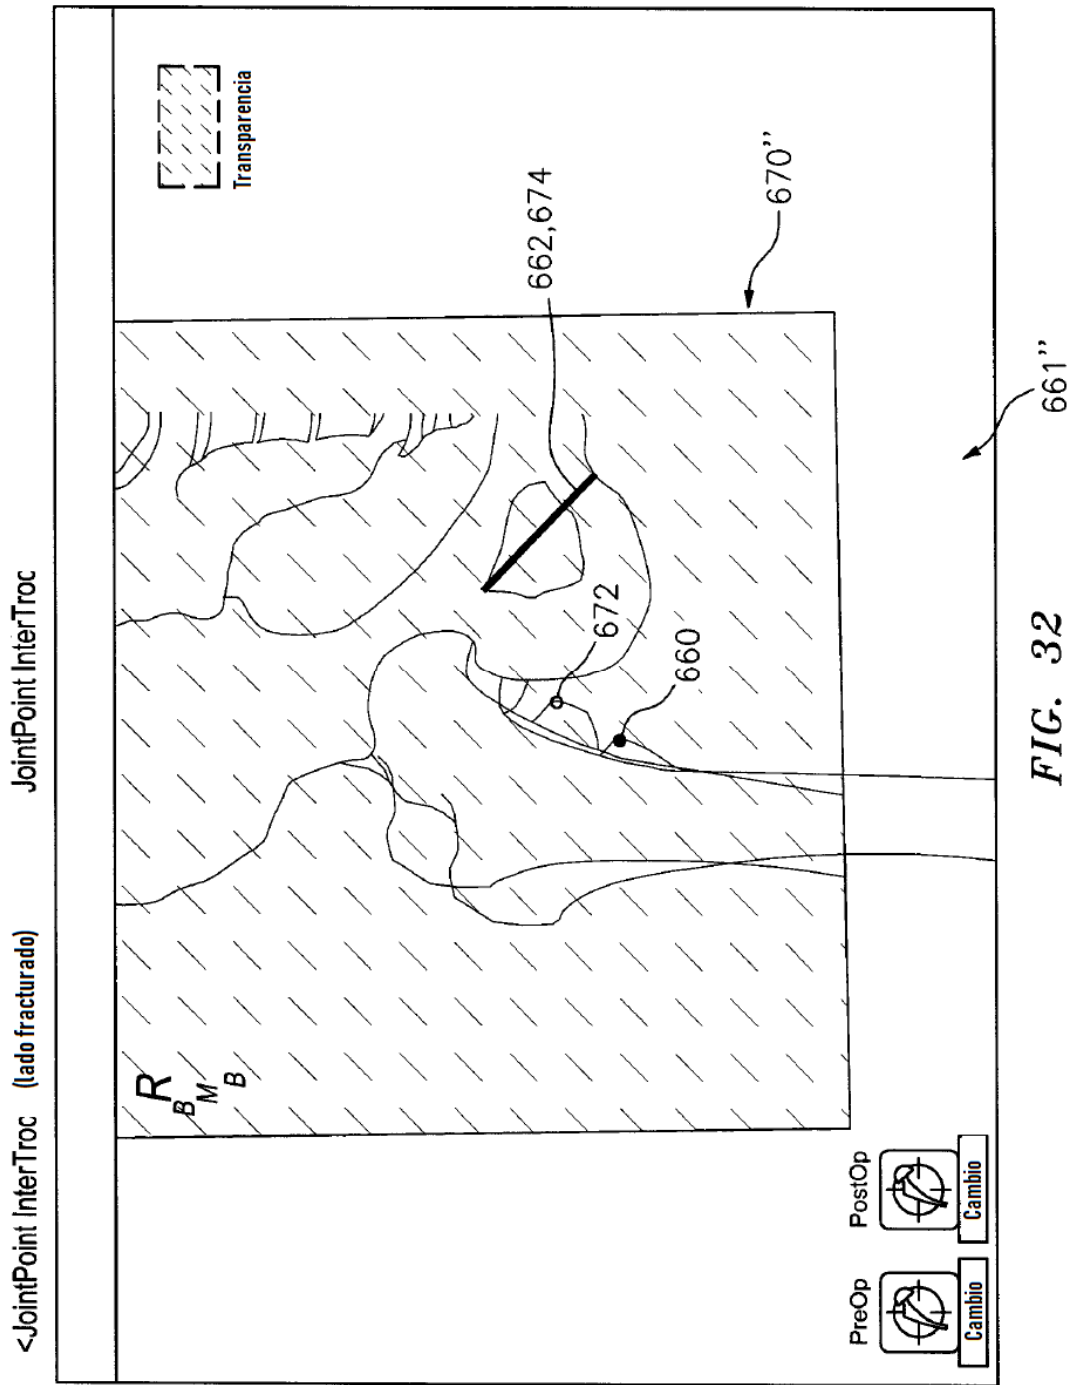 <JointPoint InterTroc (lado fracturado) JointPoint InterTroc
R
B
M
B
Transparencia
662,674
670’’
672
660
661’’
PreOp
Cambio
PostOp
Cambio
FIG. 32